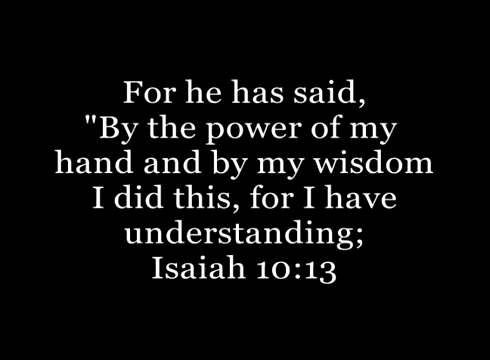 For he has said,
"By the power of my
hand and by my wisdom
I did this, for I have
understanding;
Isaiah 10:13